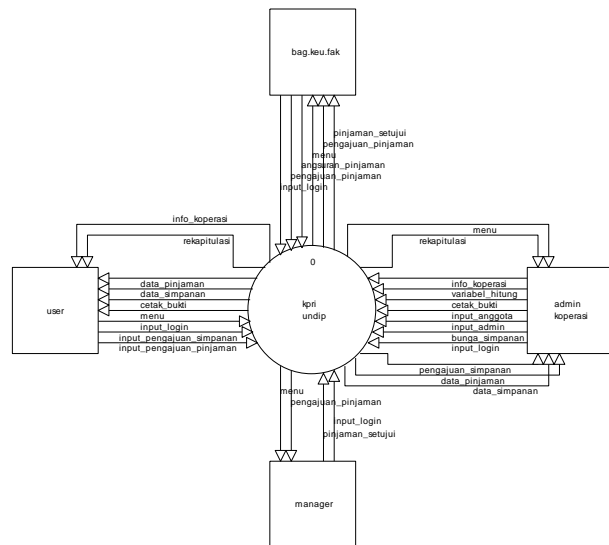 bag.keu.fak
pinjaman_setujui
pengajuan_pinjaman
menu
angsuran_pinjaman
pengajuan_pinjaman
input_login
info_koperasi
rekapitulasi
menu
rekapitulasi
0
kpri
undip
user
data_pinjaman
data_simpanan
cetak_bukti
menu
input_login
input_pengajuan_simpanan
input_pengajuan_pinjaman
info_koperasi
variabel_hitung
cetak_bukti
input_anggota
input_admin
bunga_simpanan
input_login
admin
koperasi
pengajuan_simpanan
data_pinjaman
data_simpanan
menu
pengajuan_pinjaman
input_login
pinjaman_setujui
manager